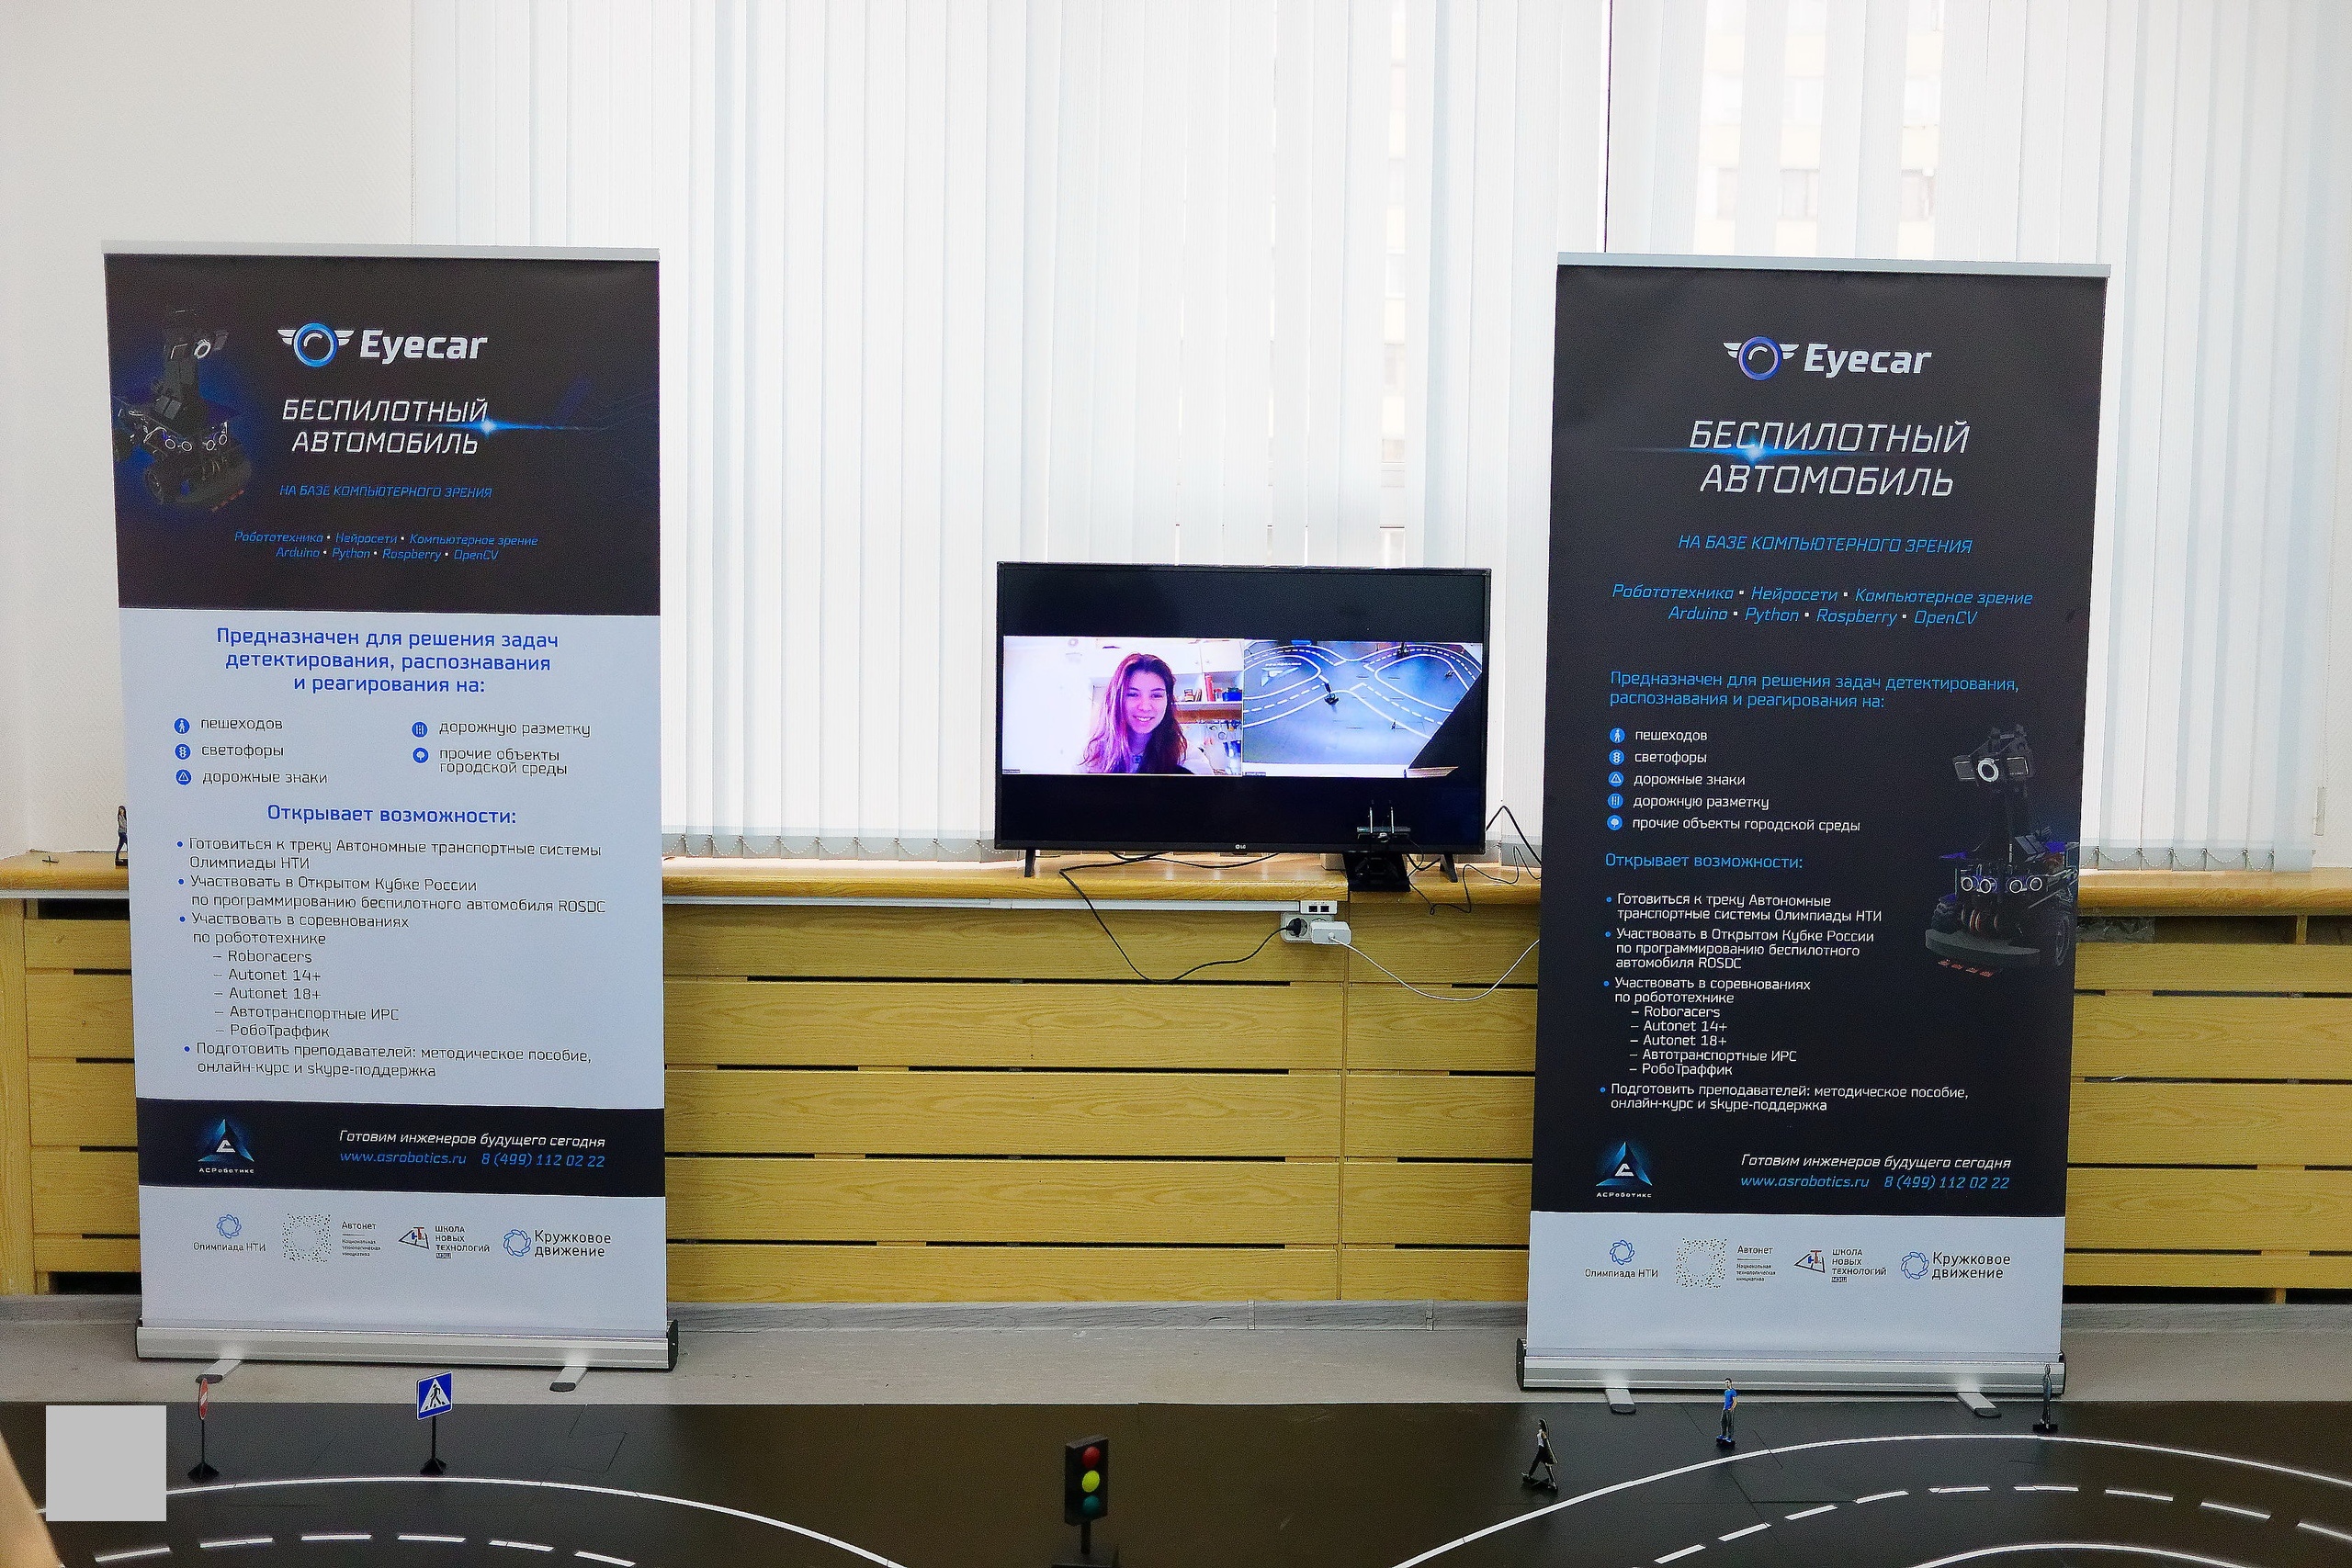 Eyecar
БЕСПИЛОТНЫЙ
АВТОМОБИЛЬ
НА БАЗЕ КОМПЬЮТЕРНОГО ЗРЕНИЯ
Робототехника • Нейросети • Компьютерное зрение
Arduino • Python • Raspberry • OpenCV
Предназначен для решения задач
детектирования, распознавания
и реагирования на:
пешеходов
светофоры
дорожные знаки
дорожную разметку
прочие объекты
городской среды
Открывает возможности:
• Готовиться к треку Автономные транспортные системы
Олимпиады НТИ
• Участвовать в Открытом Кубке России
по программированию беспилотного автомобиля ROSDC
• Участвовать в соревнованиях
по робототехнике
– Roboracers
– Autonet 14+
– Autonet 18+
– Автотранспортные ИРС
– РобоТраффик
• Подготовить преподавателей: методическое пособие,
онлайн-курс и skype-поддержка
АСРоботикс
Готовим инженеров будущего сегодня
www.asrobotics.ru 8 (499) 112 02 22
Олимпиада НТИ
Автонет
Национальная
технологическая
инициатива
ШКОЛА
НОВЫХ
ТЕХНОЛОГИЙ
МЭШ
Кружковое
движение
LG
Eyecar
БЕСПИЛОТНЫЙ
АВТОМОБИЛЬ
НА БАЗЕ КОМПЬЮТЕРНОГО ЗРЕНИЯ
Робототехника • Нейросети • Компьютерное зрение
Arduino • Python • Raspberry • OpenCV
Предназначен для решения задач детектирования,
распознавания и реагирования на:
пешеходов
светофоры
дорожные знаки
дорожную разметку
прочие объекты городской среды
Открывает возможности:
• Готовиться к треку Автономные
транспортные системы Олимпиады НТИ
• Участвовать в Открытом Кубке России
по программированию беспилотного
автомобиля ROSDC
• Участвовать в соревнованиях
по робототехнике
– Roboracers
– Autonet 14+
– Autonet 18+
– Автотранспортные ИРС
– РобоТраффик
• Подготовить преподавателей: методическое пособие,
онлайн-курс и skype-поддержка
АСРоботикс
Готовим инженеров будущего сегодня
www.asrobotics.ru 8 (499) 112 02 22
Олимпиада НТИ
Автонет
Национальная
технологическая
инициатива
ШКОЛА
НОВЫХ
ТЕХНОЛОГИЙ
МЭШ
Кружковое
движение